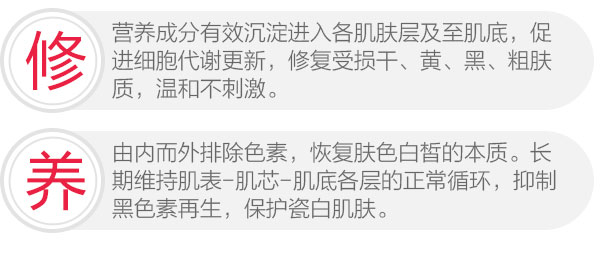 修
营养成分有效沉淀进入各肌肤层及至肌底，促
进细胞代谢更新，修复受损干、黄、黑、粗肤
质，温和不刺激。
养
由内而外排除色素，恢复肤色白皙的本质。长
期维持肌表-肌芯-肌底各层的正常循环，抑制
黑色素再生，保护瓷白肌肤。